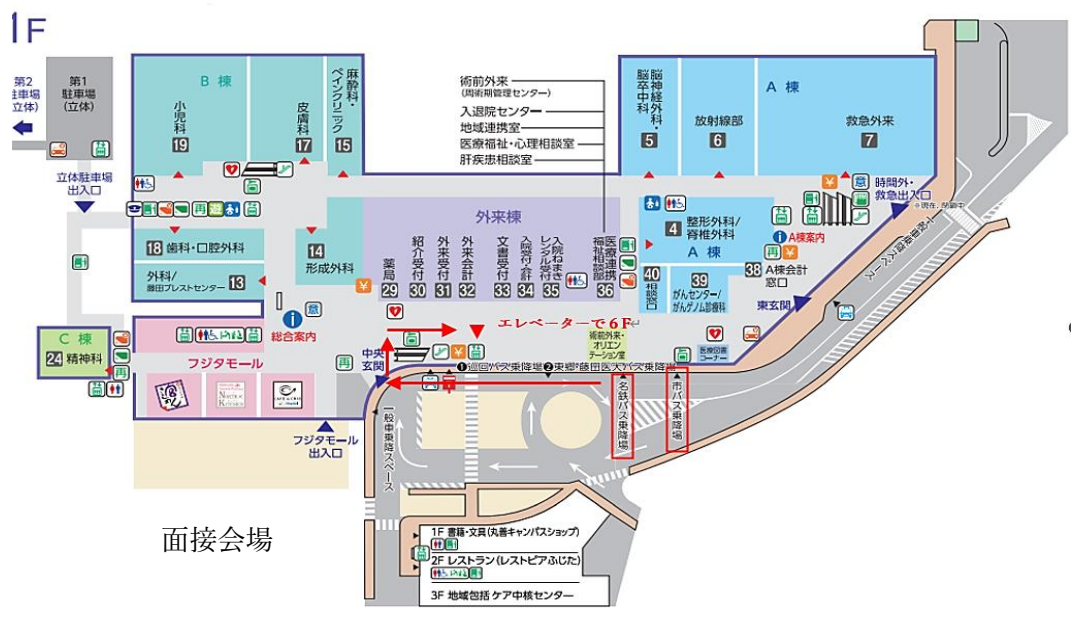 1F
第2
駐車場
(立体)
第1
駐車場
(立体)
立体駐車場
出入口
B 棟
小児科
19
皮膚科
17
麻酔科・
ペインクリニック
15
術前外来
(周術期管理センター)
入退院センター
地域連携室
医療福祉・心理相談室
肝疾患相談室
A 棟
脳神経外科・
脳卒中科
5
放射線部
6
救急外来
7
時間外・
救急出入口
一般車乗降スペース
18 歯科・口腔外科
外科/
藤田ブレストセンター 13
14
形成外科
外来棟
薬局
29
紹介受付
30
外来受付
31
外来会計
32
文書受付
33
入院受付・会計
34
入院ねまき
レンタル受付
35
医療連携
福祉相談部
36
4 整形外科/
脊椎外科
A 棟
40
相談窓口
39
がんセンター/
がんゲノム診療科
38
A棟会計
窓口
A棟案内
東玄関
C 棟
24 精神科
総合案内
フジタモール
フジタモール
出入口
中央
玄関
エレベーターで6F
術前外来・
オリエン
テーション室
医療図書
コーナー
❶巡回バス乗降場 ❷東郷・藤田医大バス乗降場
名鉄バス乗降場
市バス乗降場
一般車乗降スペース
面接会場
1F 書籍・文具(丸善キャンパスショップ)
2F レストラン(レストピアふじた)
3F 地域包括ケア中核センター